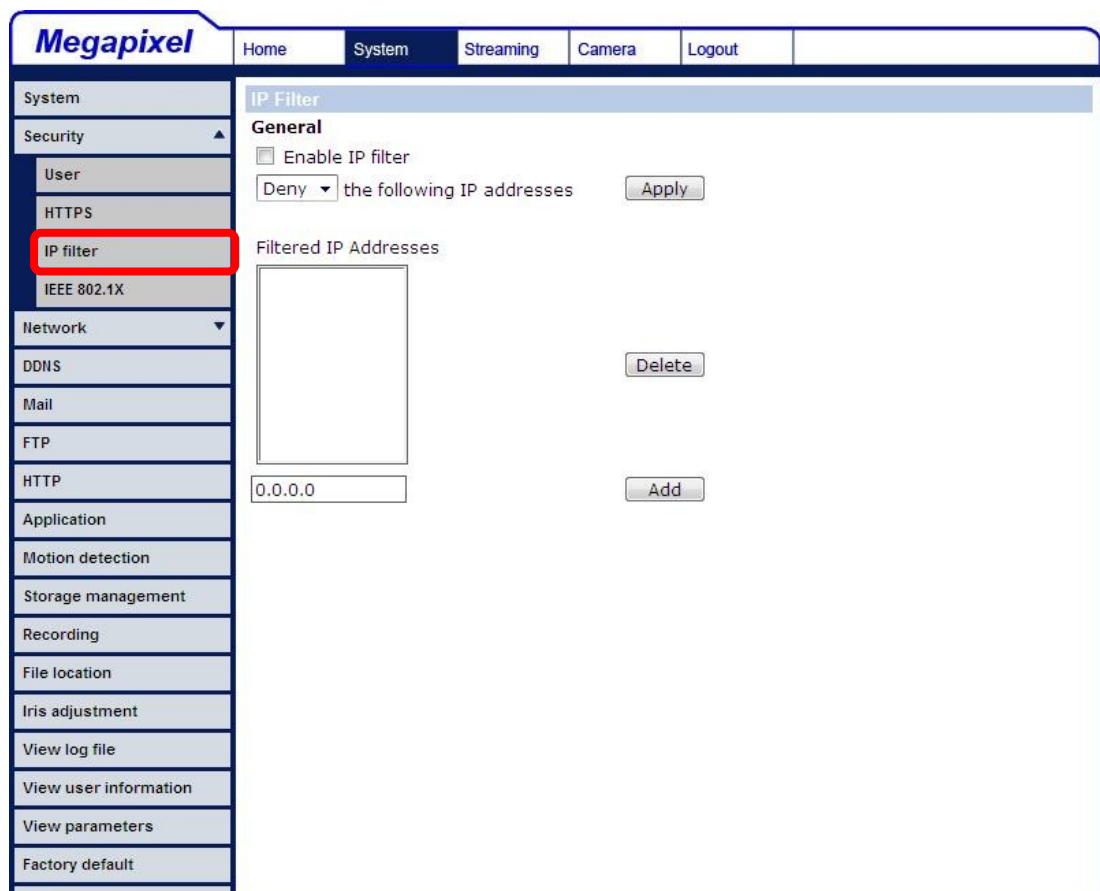 Megapixel
Home
System
Streaming
Camera
Logout
System
Security
User
HTTPS
IP filter
IEEE 802.1X
Network
DDNS
Mail
FTP
HTTP
Application
Motion detection
Storage management
Recording
File location
Iris adjustment
View log file
View user information
View parameters
Factory default
IP Filter
General
Enable IP filter
Deny the following IP addresses Apply
Filtered IP Addresses
Delete
0.0.0.0 Add